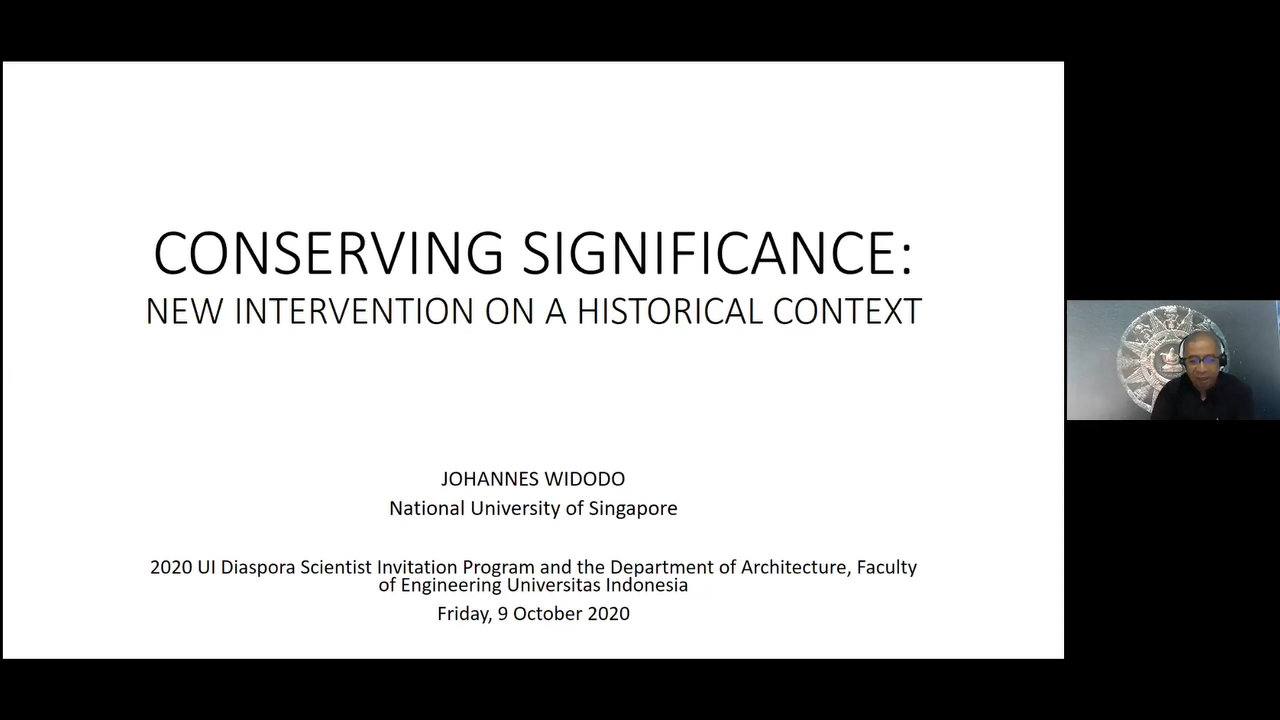 CONSERVING SIGNIFICANCE:
NEW INTERVENTION ON A HISTORICAL CONTEXT
JOHANNES WIDODO
National University of Singapore
2020 UI Diaspora Scientist Invitation Program and the Department of Architecture, Faculty
of Engineering Universitas Indonesia
Friday, 9 October 2020